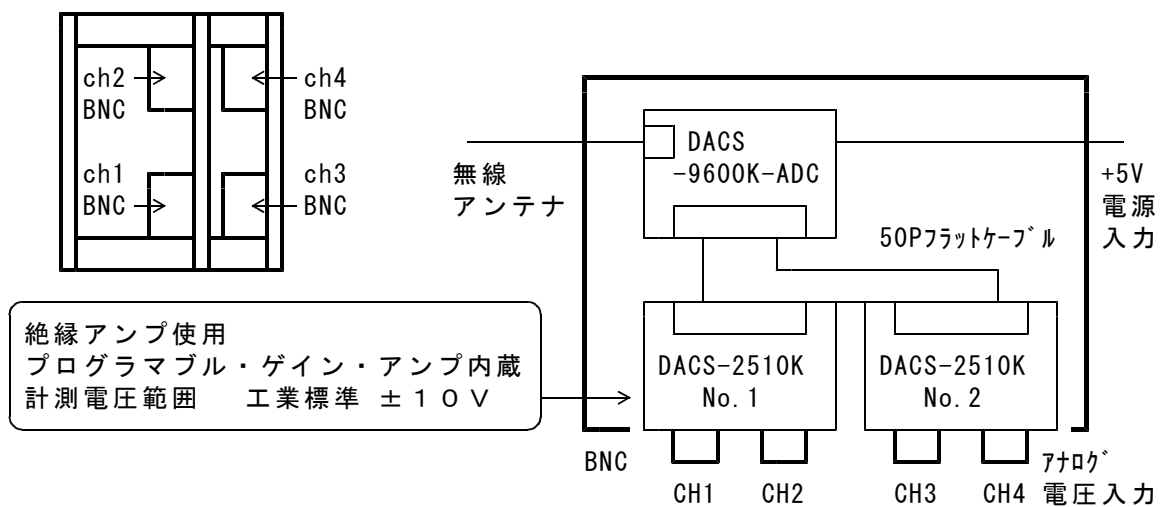 ch2
BNC
ch4
BNC
ch1
BNC
ch3
BNC
DACS
-9600K-ADC
無線
アンテナ
+5V
電源
入力
50Pﾌﾗｯﾄｹｰﾌﾞﾙ
絶縁アンプ使用
プログラマブル・ゲイン・アンプ内蔵
計測電圧範囲　工業標準 ±１０Ｖ
DACS-2510K
No.1
DACS-2510K
No.2
BNC
CH1
CH2
CH3
CH4
ｱﾅﾛｸﾞ
電圧入力